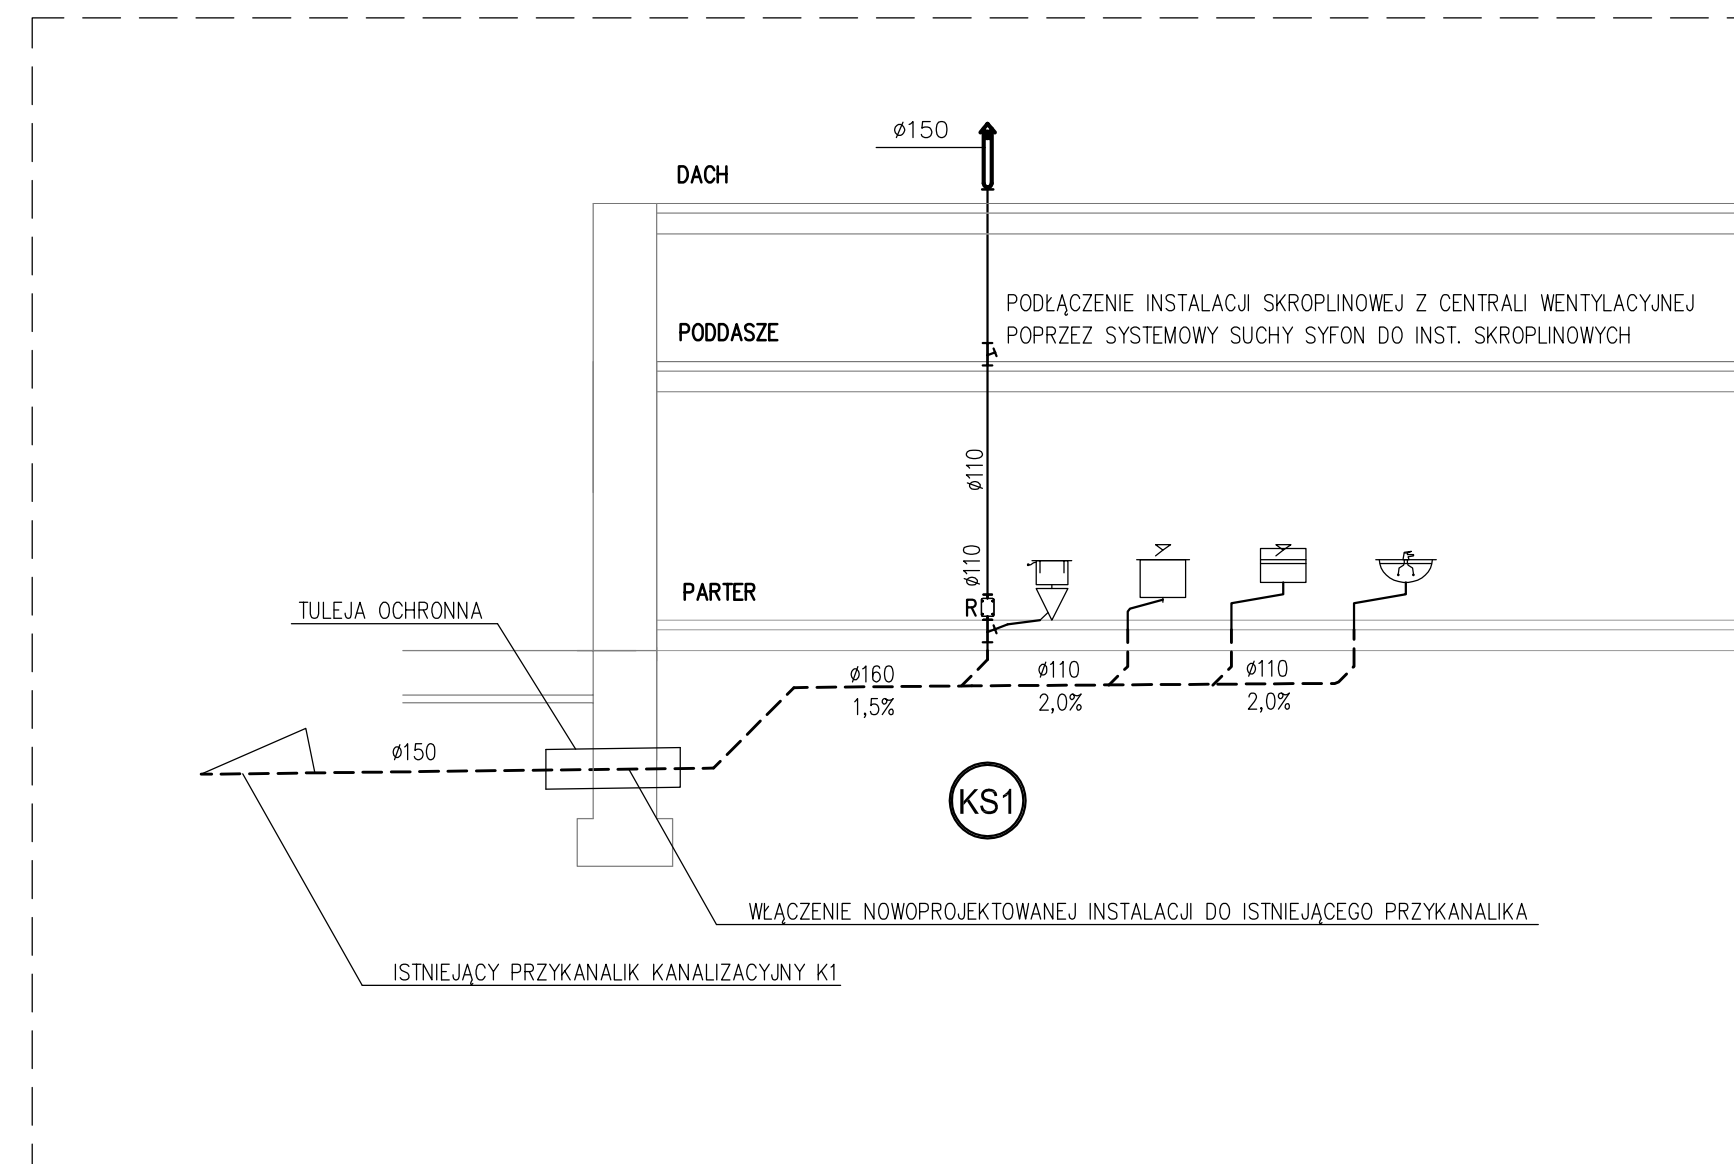 ø150
DACH
PODŁĄCZENIE INSTALACJI SKROPLINOWEJ Z CENTRALI WENTYLACYJNEJ
POPRZEZ SYSTEMOWY SUCHY SYFON DO INST. SKROPLINOWYCH
PODDASZE
ø110
ø110
PARTER
R
TULEJA OCHRONNA
ø160
1,5%
ø110
2,0%
ø110
2,0%
ø150
KS1
WŁĄCZENIE NOWOPROJEKTOWANEJ INSTALACJI DO ISTNIEJĄCEGO PRZYKANALIKA
ISTNIEJĄCY PRZYKANALIK KANALIZACYJNY K1